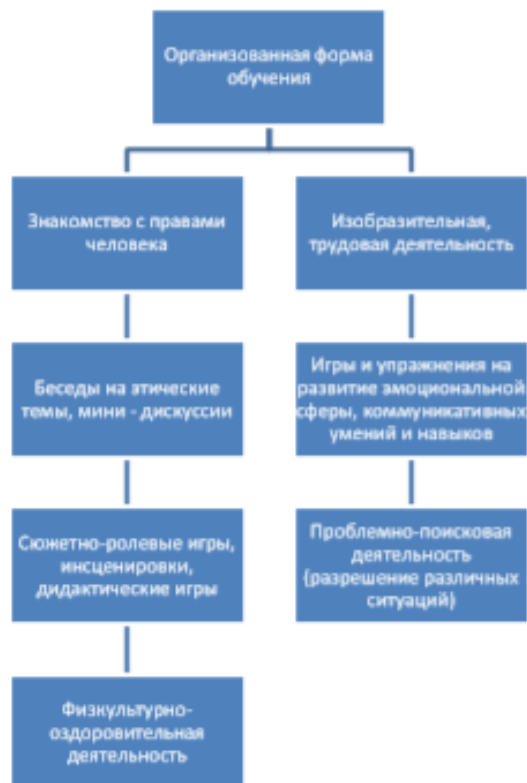 Организованная форма
обучения
Знакомство с правами
человека
Беседы на этические
темы, мини - дискуссии
Сюжетно-ролевые игры,
инсценировки,
дидактические игры
Физкультурно-
оздоровительная
деятельность
Изобразительная,
трудовая деятельность
Игры и упражнения на
развитие эмоциональной
сферы, коммуникативных
умений и навыков
Проблемно-поисковая
деятельность
(разрешение различных
ситуаций)